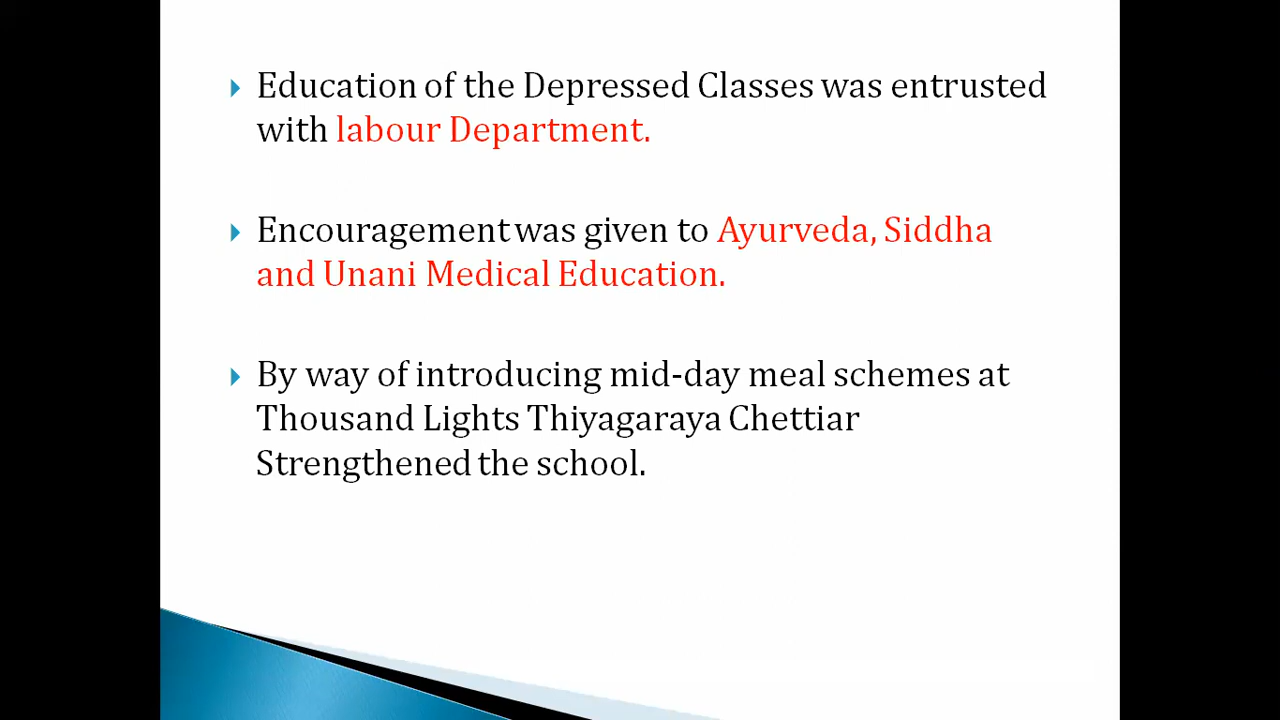 Education of the Depressed Classes was entrusted
with labour Department.
Encouragement was given to Ayurveda, Siddha
and Unani Medical Education.
By way of introducing mid-day meal schemes at
Thousand Lights Thiyagaraya Chettiar
Strengthened the school.